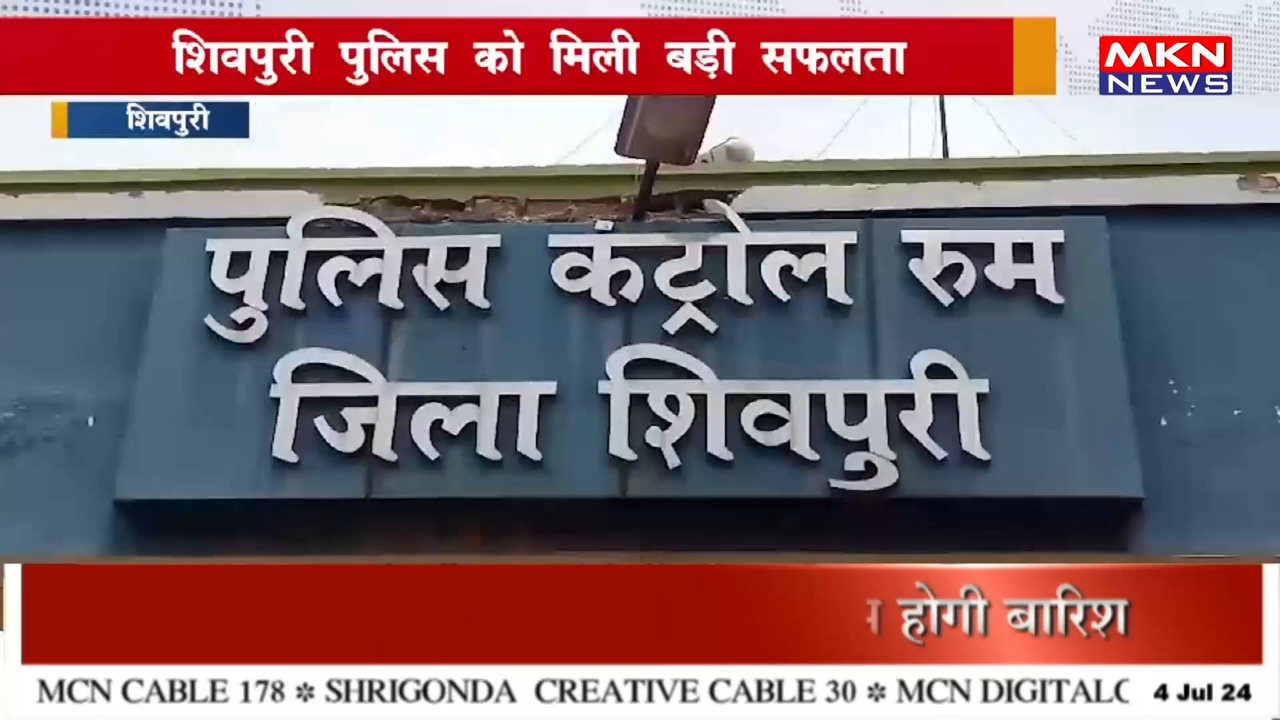 शिवपुरी पुलिस को मिली बड़ी सफलता
MKN
NEWS
शिवपुरी
पुलिस कट्रोल रुम
जिला शिवपुरी
होगी बारिश
MCN CABLE 178 ✲ SHRIGONDA CREATIVE CABLE 30 ✲ MCN DIGITAL
4 Jul 24